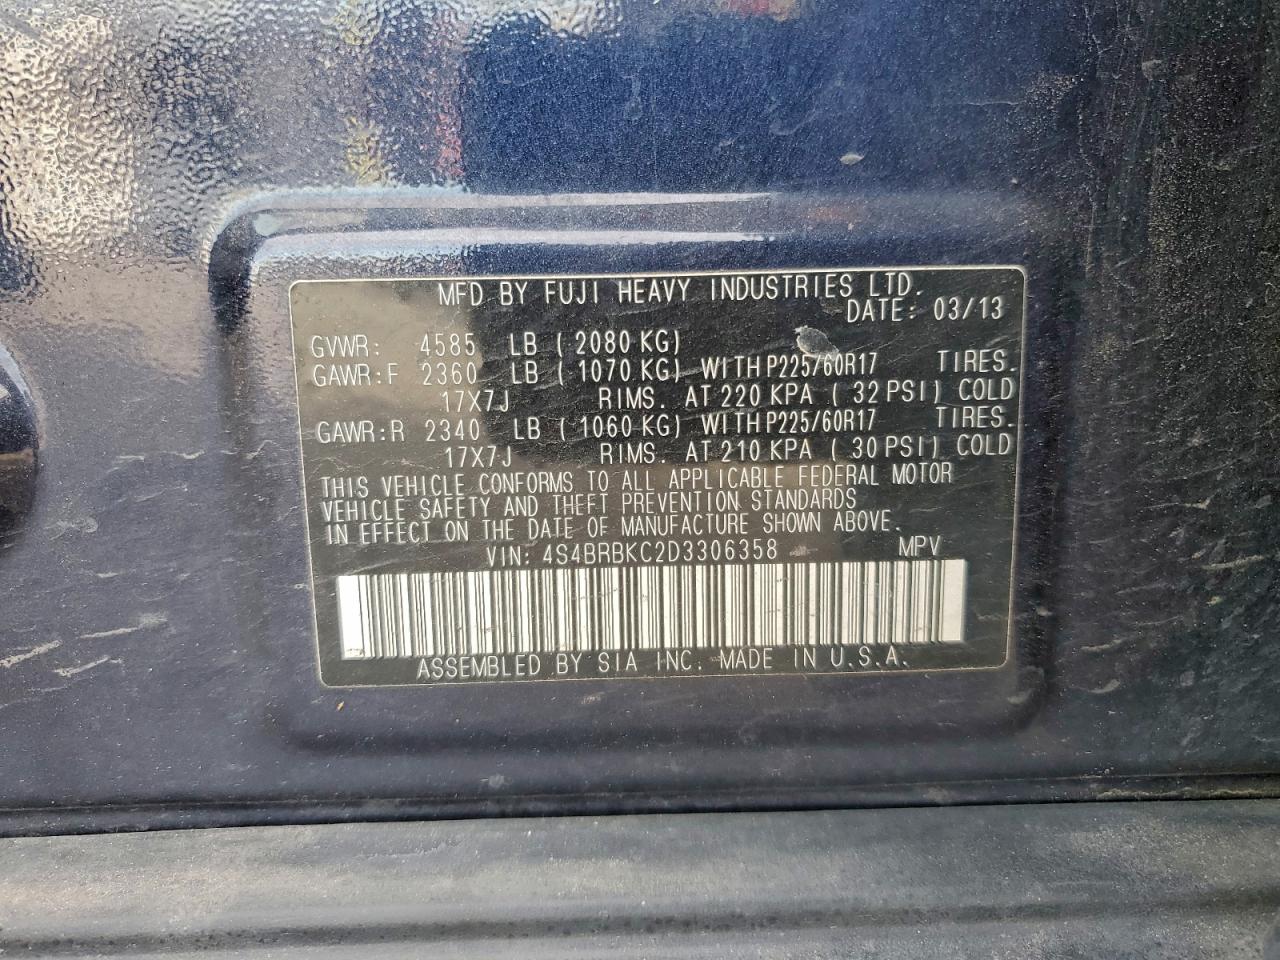 MFD BY FUJI HEAVY INDUSTRIES LTD.
DATE: 03/13
GVWR: 4585 LB (2080 KG)
GAWR:F 2360 LB (1070 KG) WITH P225/60R17 TIRES.
17X7J RIMS. AT 220 KPA (32 PSI) COLD
GAWR:R 2340 LB (1060 KG) WITH P225/60R17 TIRES.
17X7J RIMS. AT 210 KPA (30 PSI) COLD
THIS VEHICLE CONFORMS TO ALL APPLICABLE FEDERAL MOTOR
VEHICLE SAFETY AND THEFT PREVENTION STANDARDS
IN EFFECT ON THE DATE OF MANUFACTURE SHOWN ABOVE.
VIN: 4S4BRBKC2D3306358 MPV
ASSEMBLED BY SIA INC. MADE IN U.S.A.